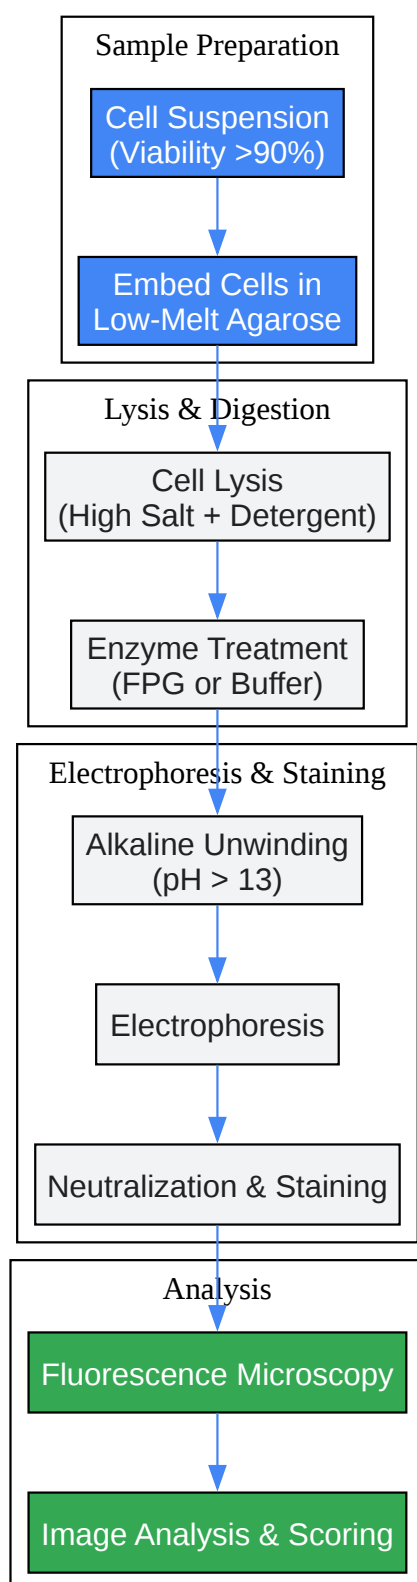 Sample Preparation
Cell Suspension
(Viability >90%)
Embed Cells in
Low-Melt Agarose
Lysis & Digestion
Cell Lysis
(High Salt + Detergent)
Enzyme Treatment
(FPG or Buffer)
Electrophoresis & Staining
Alkaline Unwinding
(pH > 13)
Electrophoresis
Neutralization & Staining
Analysis
Fluorescence Microscopy
Image Analysis & Scoring